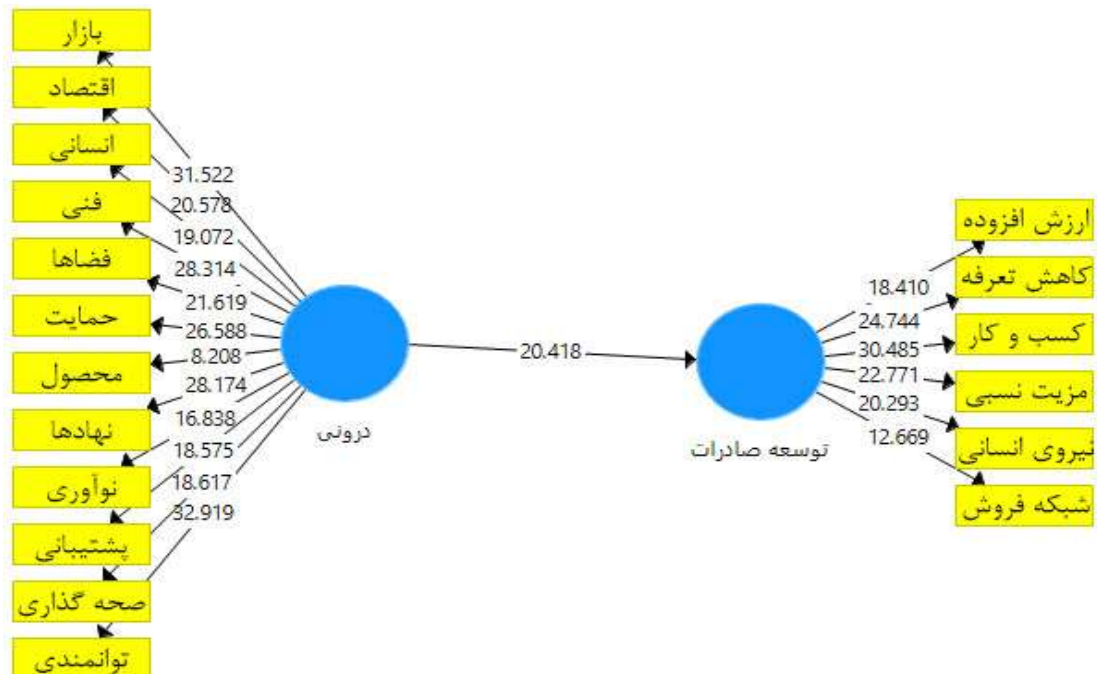 بازار
اقتصاد
انسانی
فنی
فضاها
حمایت
محصول
نهادها
نوآوری
پشتیبانی
صحه گذاری
توانمندی
31.522
20.578
19.072
28.314
21.619
26.588
8.208
28.174
16.838
18.575
18.617
32.919
درونی
20.418
توسعه صادرات
18.410
24.744
30.485
22.771
20.293
12.669
ارزش افزوده
کاهش تعرفه
کسب و کار
مزیت نسبی
نیروی انسانی
شبکه فروش